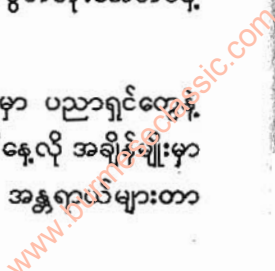 မှာ ပညာရှင်တွေနဲ့
နေ့လို အချိန်မျိုးမှာ
အန္တရာယ်များတာ
www.burmeseclassic.com